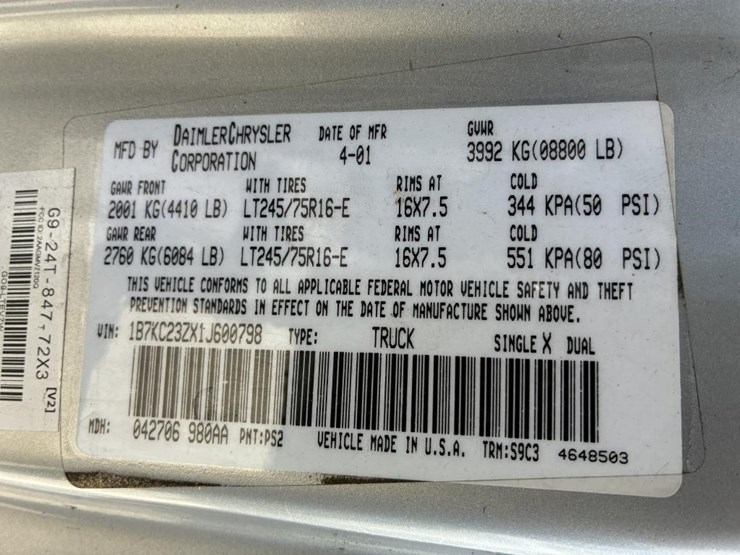 MFD BY DAIMLERCHRYSLER CORPORATION DATE OF MFR 4-01 GVWR 3992 KG(08800 LB)
GAWR FRONT WITH TIRES RIMS AT COLD
2001 KG(4410 LB) LT245/75R16-E 16X7.5 344 KPA(50 PSI)
GAWR REAR WITH TIRES RIMS AT COLD
2760 KG(6084 LB) LT245/75R16-E 16X7.5 551 KPA(80 PSI)
THIS VEHICLE CONFORMS TO ALL APPLICABLE FEDERAL MOTOR VEHICLE SAFETY AND THEFT
PREVENTION STANDARDS IN EFFECT ON THE DATE OF MANUFACTURE SHOWN ABOVE.
VIN: 1B7KC23ZX1J600798 TYPE: TRUCK SINGLE X DUAL
MDH: 042706 980AA PNT:PS2 VEHICLE MADE IN U.S.A. TRM:S9C3 4648503
G9-24T-847,72X3 [V2]